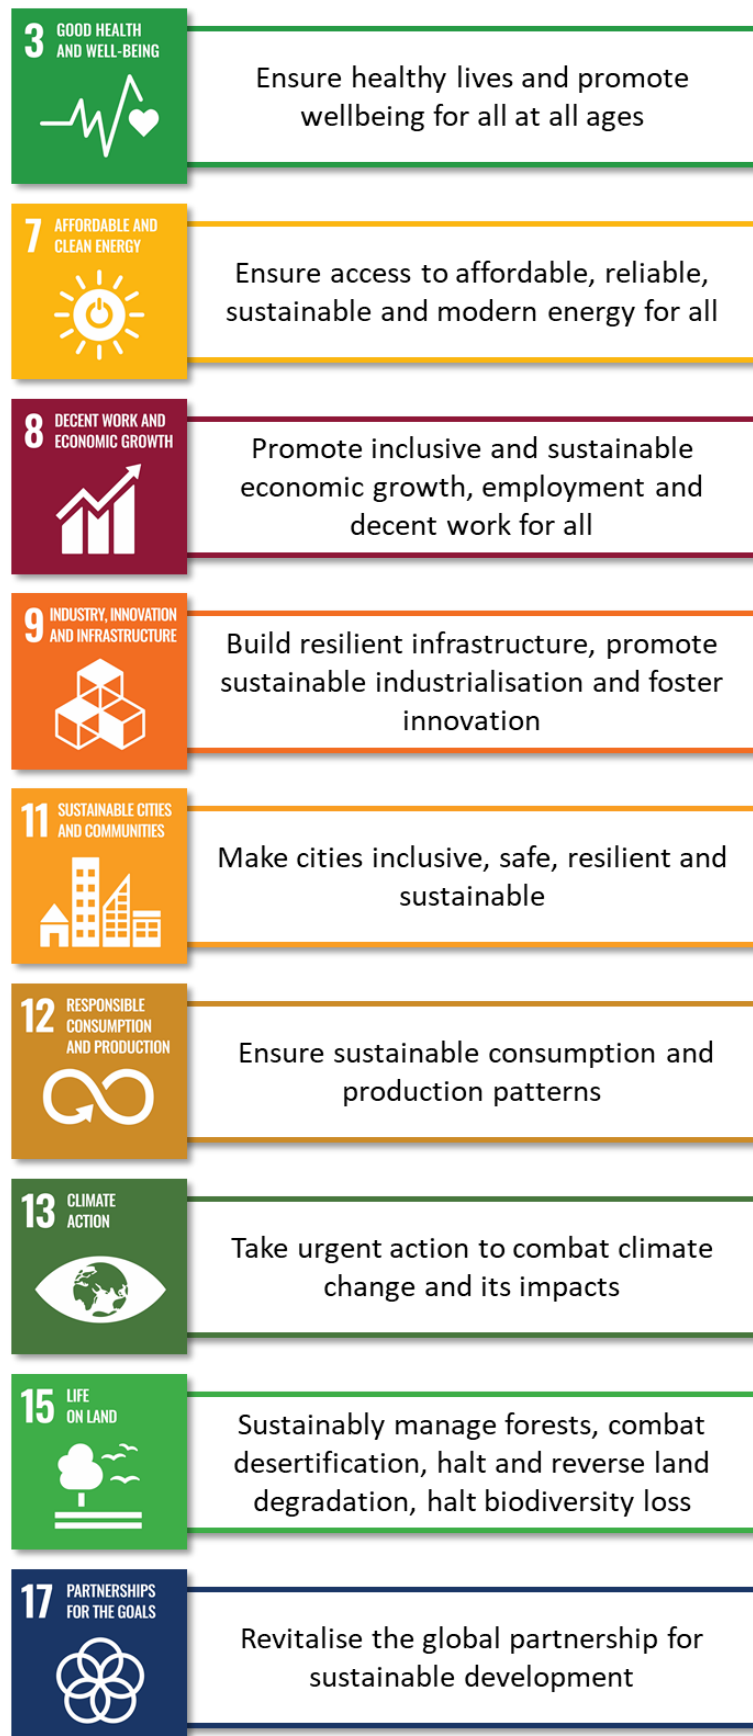 3 GOOD HEALTH
AND WELL-BEING
Ensure healthy lives and promote
wellbeing for all at all ages
7 AFFORDABLE AND
CLEAN ENERGY
Ensure access to affordable, reliable,
sustainable and modern energy for all
8 DECENT WORK AND
ECONOMIC GROWTH
Promote inclusive and sustainable
economic growth, employment and
decent work for all
9 INDUSTRY, INNOVATION
AND INFRASTRUCTURE
Build resilient infrastructure, promote
sustainable industrialisation and foster
innovation
11 SUSTAINABLE CITIES
AND COMMUNITIES
Make cities inclusive, safe, resilient and
sustainable
12 RESPONSIBLE
CONSUMPTION
AND PRODUCTION
Ensure sustainable consumption and
production patterns
13 CLIMATE
ACTION
Take urgent action to combat climate
change and its impacts
15 LIFE
ON LAND
Sustainably manage forests, combat
desertification, halt and reverse land
degradation, halt biodiversity loss
17 PARTNERSHIPS
FOR THE GOALS
Revitalise the global partnership for
sustainable development